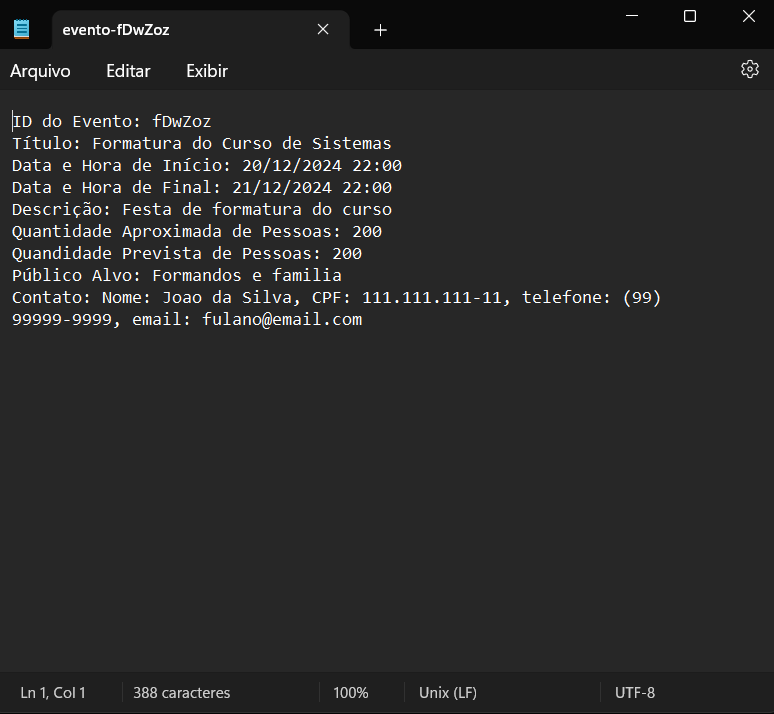 evento-fDwZoz
Arquivo Editar Exibir
ID do Evento: fDwZoz
Título: Formatura do Curso de Sistemas
Data e Hora de Início: 20/12/2024 22:00
Data e Hora de Final: 21/12/2024 22:00
Descrição: Festa de formatura do curso
Quantidade Aproximada de Pessoas: 200
Quandidade Prevista de Pessoas: 200
Público Alvo: Formandos e familia
Contato: Nome: Joao da Silva, CPF: 111.111.111-11, telefone: (99)
99999-9999, email: fulano@email.com
Ln 1, Col 1 388 caracteres 100% Unix (LF) UTF-8